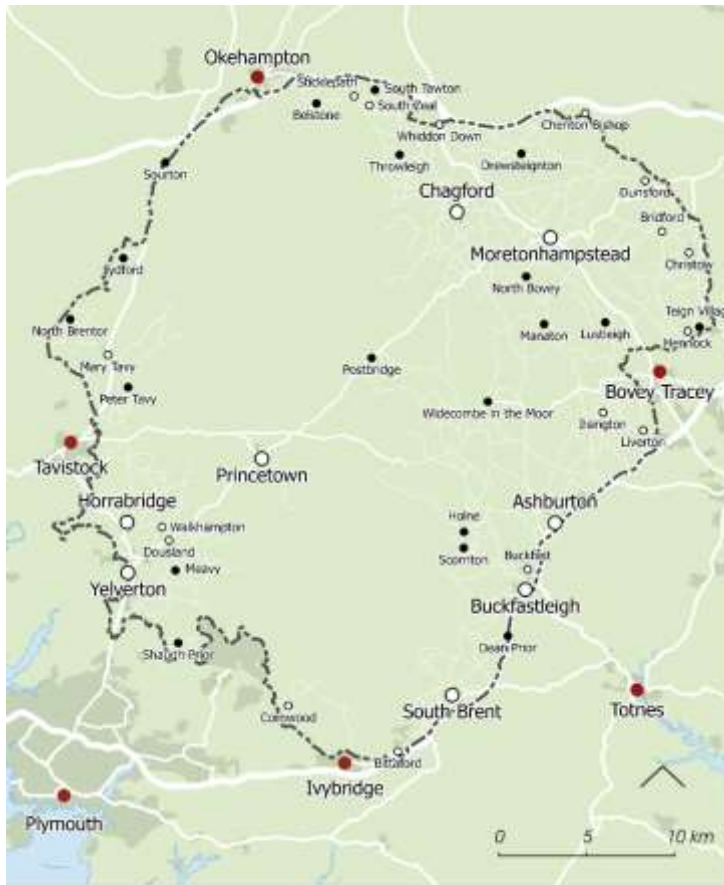 Okehampton
Sticklepath
South Tawton
South Zeal
Belstone
Whiddon Down
Cheriton Bishop
Throwleigh
Drewsteignton
Sourton
Dunsford
Chagford
Bridford
Moretonhampstead
Christow
Lydford
North Bovey
Teign Villag
North Brentor
Manaton
Lustleigh
Hennock
Mary Tavy
Postbridge
Peter Tavy
Bovey Tracey
Widecombe in the Moor
Ilsington
Liverton
Tavistock
Princetown
Horrabridge
Ashburton
Holne
Walkhampton
Dousland
Scorriton
Buckfast
Meavy
Yelverton
Buckfastleigh
Shaugh Prior
Dean Prior
South Brent
Totnes
Cornwood
Bittaford
Ivybridge
Plymouth
0 5 10 km